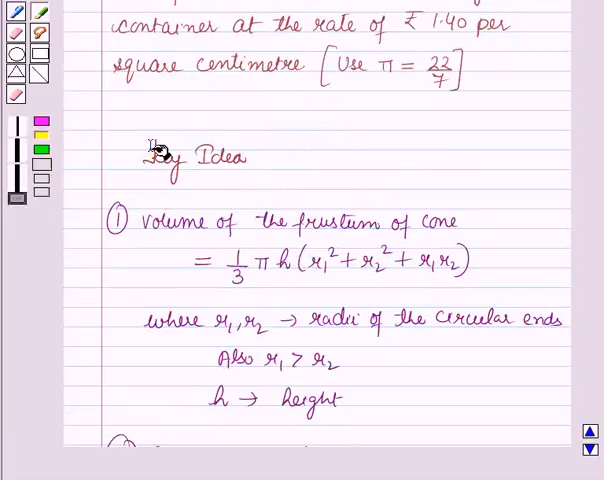 container at the rate of ₹ 1.40 per
square centimetre [Use π = 22/7]
Key Idea
① Volume of the frustum of cone
= 1/3 π h (r₁² + r₂² + r₁r₂)
where r₁, r₂ → radii of the circular ends
Also r₁ > r₂
h → height